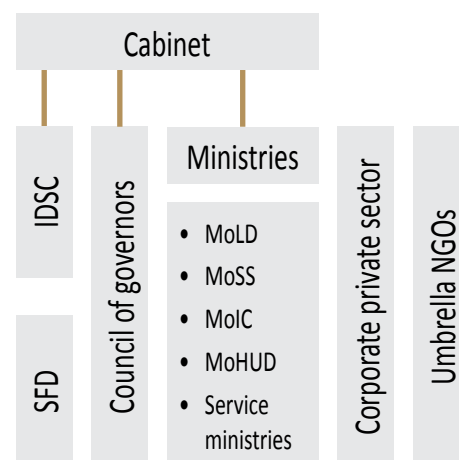 Cabinet
IDSC
SFD
Council of governors
Ministries
• MoLD
• MoSS
• MoIC
• MoHUD
• Service
ministries
Corporate private sector
Umbrella NGOs